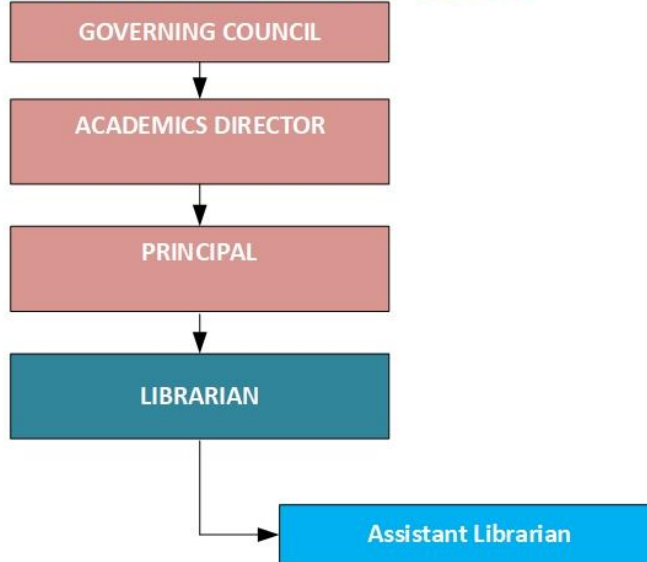 GOVERNING COUNCIL
ACADEMICS DIRECTOR
PRINCIPAL
LIBRARIAN
Assistant Librarian